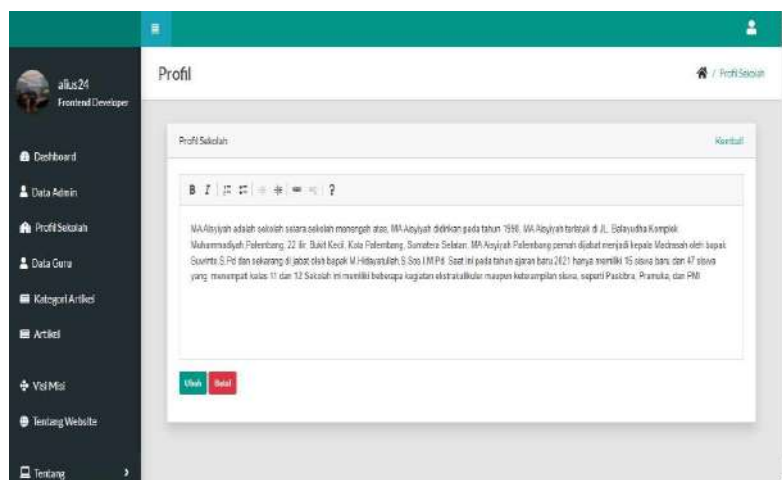 alius24
Frontend Developer
Dashboard
Data Admin
Profil Sekolah
Data Guru
Kategori Artikel
Artikel
Visi Misi
Tentang Website
Tentang
Profil
/ Profil Sekolah
Profil Sekolah
Kembali
B I ?
MA Aisyiyah adalah sekolah setara sekolah menengah atas, MA Aisyiyah didirikan pada tahun 1998, MA Aisyiyah terletak di JL. Balayudha Komplek
Muhammadiyah,Palembang, 22 Ilir, Bukit Kecil, Kota Palembang, Sumatera Selatan. MA Aisyiyah Palembang pernah dijabat menjadi kepala Madrasah oleh bapak
Suwinto,S.Pd dan sekarang di jabat oleh bapak M.Hidayatullah,S.Sos I,M.Pd. Saat ini pada tahun ajaran baru 2021 hanya memiliki 15 siswa baru dan 47 siswa
yang menempati kelas 11 dan 12 Sekolah ini memiliki beberapa kegiatan ekstrakulikuler maupun keterampilan siswa, seperti Paskibra, Pramuka, dan PMI
Ubah Batal